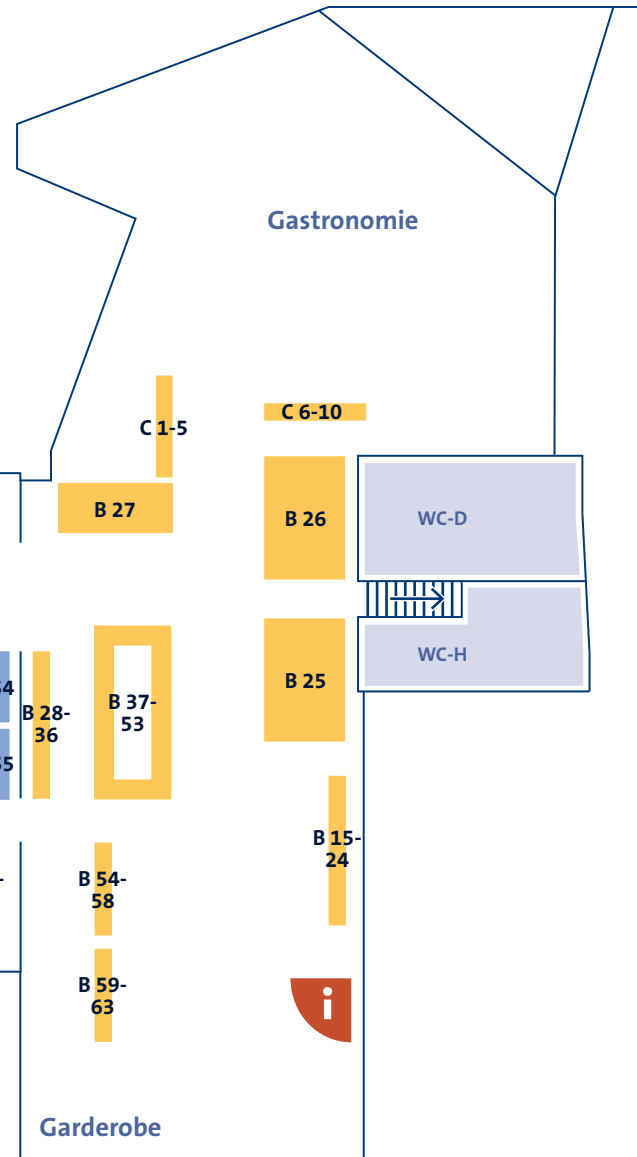 Gastronomie
C 6-10
C 1-5
B 27
B 26
WC-D
WC-H
B 25
B 28-
36
B 37-
53
B 15-
24
B 54-
58
B 59-
63
i
Garderobe